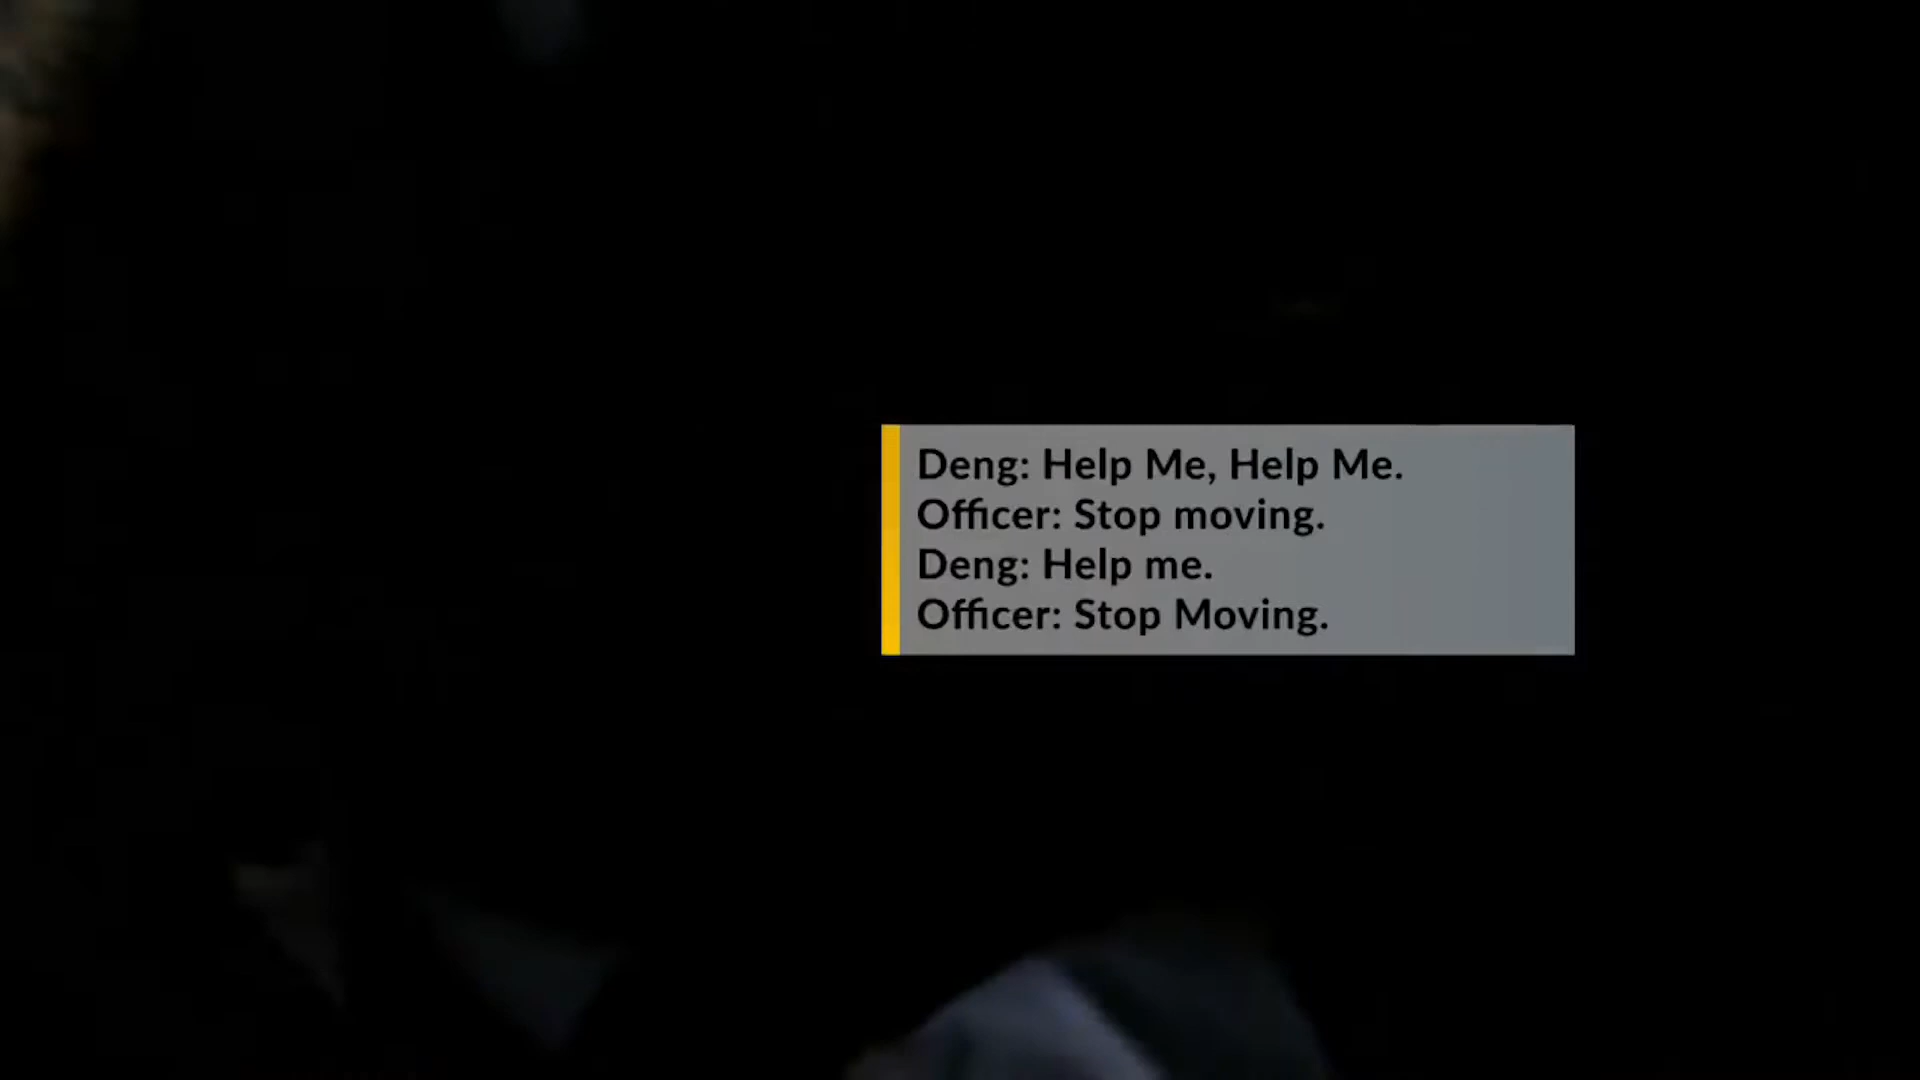 Deng: Help Me, Help Me.
Officer: Stop moving.
Deng: Help me.
Officer: Stop Moving.